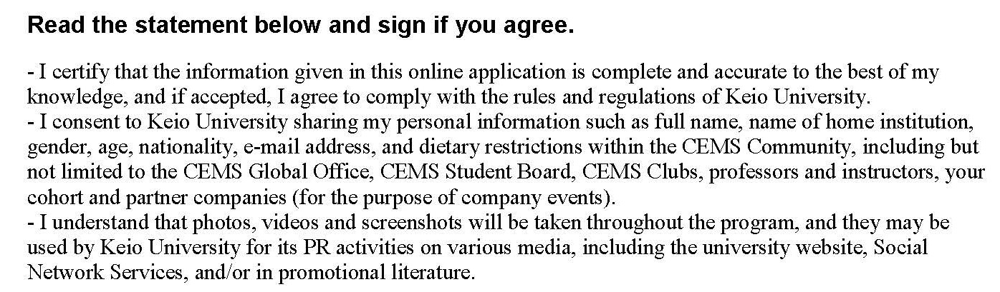 Read the statement below and sign if you agree.
- I certify that the information given in this online application is complete and accurate to the best of my
knowledge, and if accepted, I agree to comply with the rules and regulations of Keio University.
- I consent to Keio University sharing my personal information such as full name, name of home institution,
gender, age, nationality, e-mail address, and dietary restrictions within the CEMS Community, including but
not limited to the CEMS Global Office, CEMS Student Board, CEMS Clubs, professors and instructors, your
cohort and partner companies (for the purpose of company events).
- I understand that photos, videos and screenshots will be taken throughout the program, and they may be
used by Keio University for its PR activities on various media, including the university website, Social
Network Services, and/or in promotional literature.